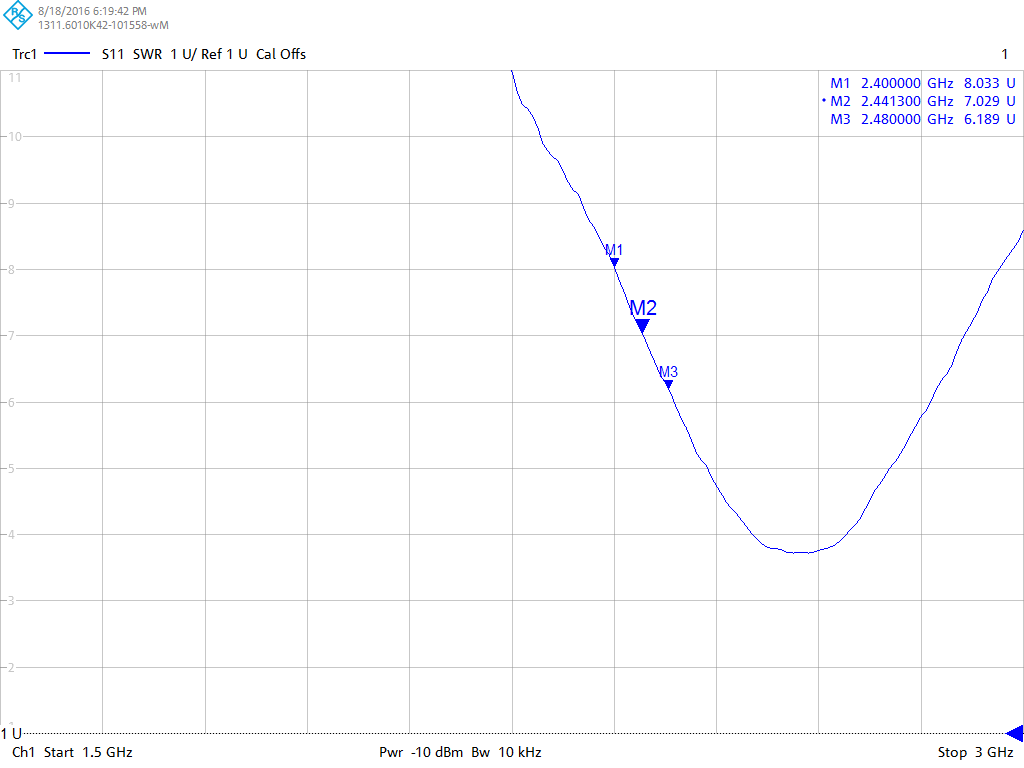 R&S
8/18/2016 6:19:42 PM
1311.6010K42-101558-wM
Trc1 S11 SWR 1 U/ Ref 1 U Cal Offs 1
11
M1 2.400000 GHz 8.033 U
• M2 2.441300 GHz 7.029 U
M3 2.480000 GHz 6.189 U
10
9
M1
8
M2
7
M3
6
5
4
3
2
1 U
Ch1 Start 1.5 GHz Pwr -10 dBm Bw 10 kHz Stop 3 GHz